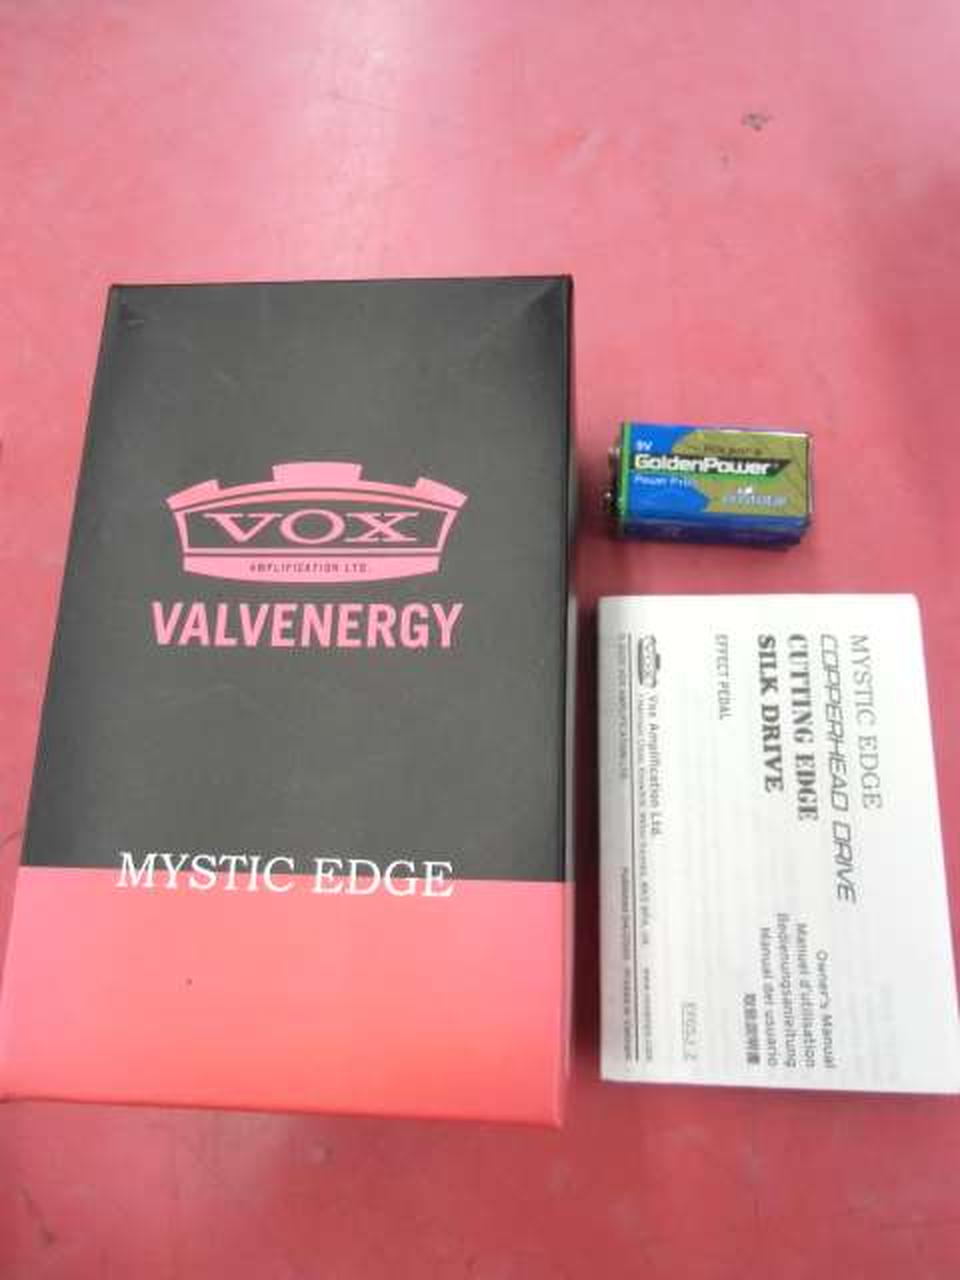 VOX
AMPLIFICATION LTD.
VALVENERGY
MYSTIC EDGE
9V
GoldenPower
MYSTIC EDGE
COPPERHEAD DRIVE
CUTTING EDGE
SILK DRIVE
EFFECT PEDAL
Owner's Manual
Manuel d'utilisation
Bedienungsanleitung
Manual del usuario
取扱説明書
VOX Vox Amplification Ltd.